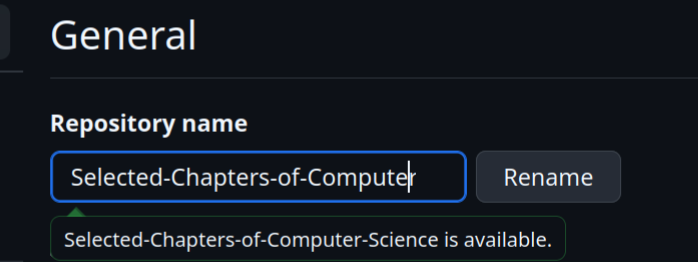 General
Repository name
Selected-Chapters-of-Computer
Rename
Selected-Chapters-of-Computer-Science is available.